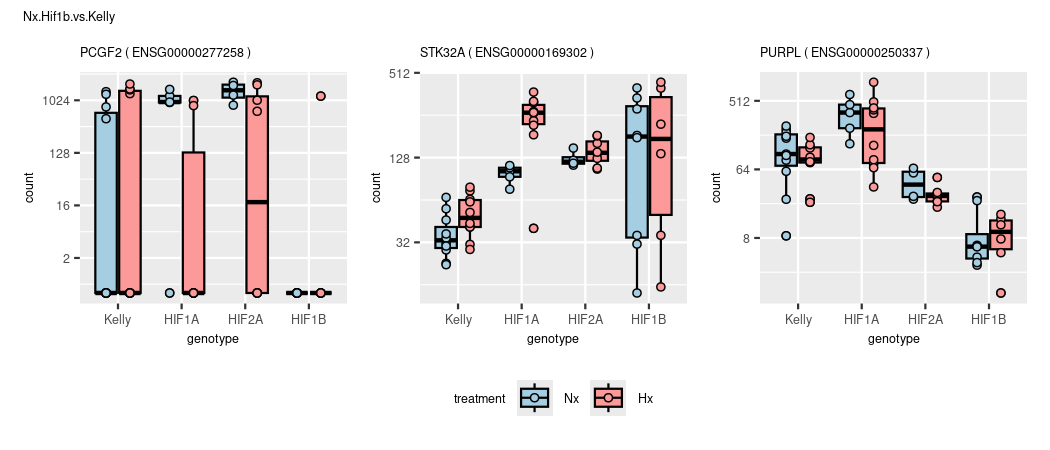 Nx.Hif1b.vs.Kelly
PCGF2 ( ENSG00000277258 )
1024
128
16
2
count
Kelly HIF1A HIF2A HIF1B
genotype
STK32A ( ENSG00000169302 )
512
128
32
count
Kelly HIF1A HIF2A HIF1B
genotype
PURPL ( ENSG00000250337 )
512
64
8
count
Kelly HIF1A HIF2A HIF1B
genotype
treatment Nx Hx